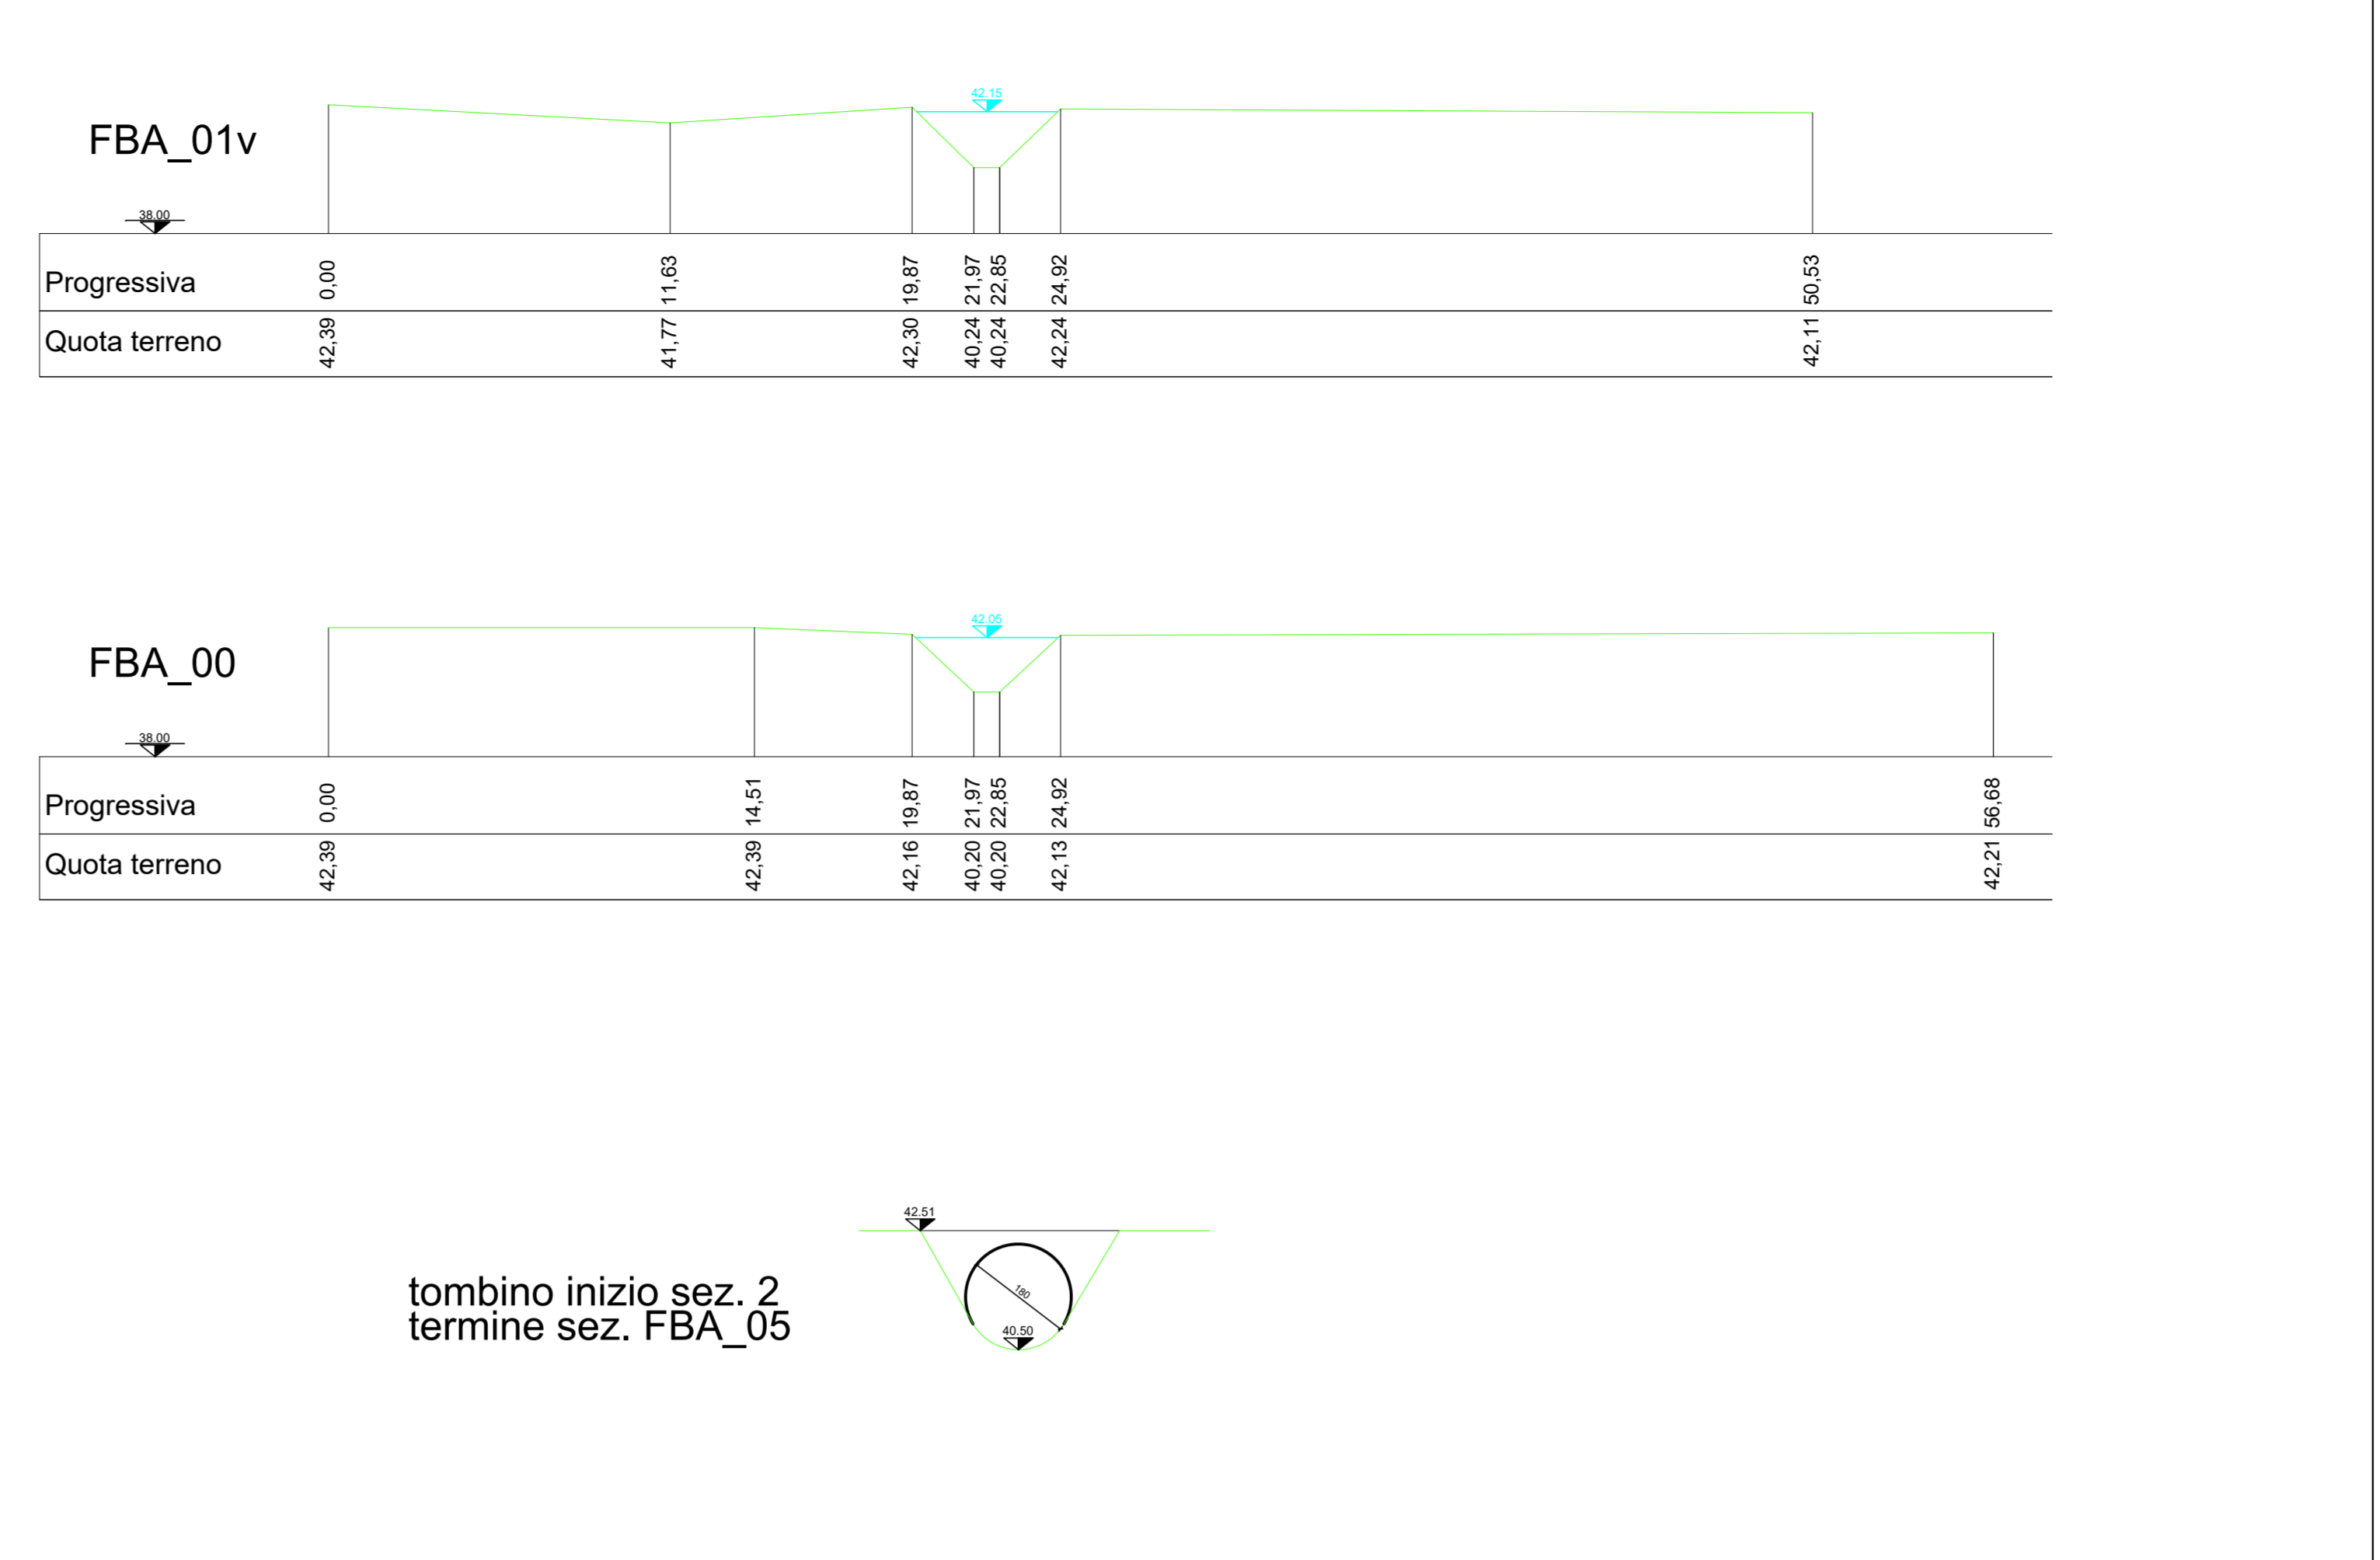 42.15
FBA_01v
38.00
Progressiva 0,00 11,63 19,87 21,97 22,85 24,92 50,53
Quota terreno 42,39 41,77 42,30 40,24 40,24 42,24 42,11
42.05
FBA_00
38.00
Progressiva 0,00 14,51 19,87 21,97 22,85 24,92 56,68
Quota terreno 42,39 42,39 42,16 40,20 40,20 42,13 42,21
42.51
tombino inizio sez. 2
termine sez. FBA_05
180
40.50